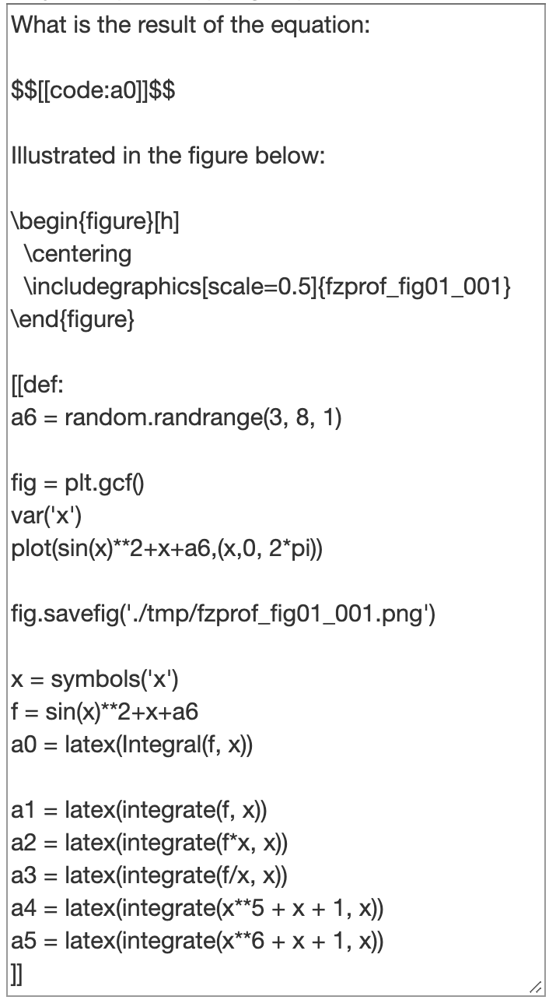 What is the result of the equation:
$$[[code:a0]]$$
Illustrated in the figure below:
\begin{figure}[h]
  \centering
  \includegraphics[scale=0.5]{fzprof_fig01_001}
\end{figure}
[[def:
a6 = random.randrange(3, 8, 1)
fig = plt.gcf()
var('x')
plot(sin(x)**2+x+a6,(x,0, 2*pi))
fig.savefig('./tmp/fzprof_fig01_001.png')
x = symbols('x')
f = sin(x)**2+x+a6
a0 = latex(Integral(f, x))
a1 = latex(integrate(f, x))
a2 = latex(integrate(f*x, x))
a3 = latex(integrate(f/x, x))
a4 = latex(integrate(x**5 + x + 1, x))
a5 = latex(integrate(x**6 + x + 1, x))
]]